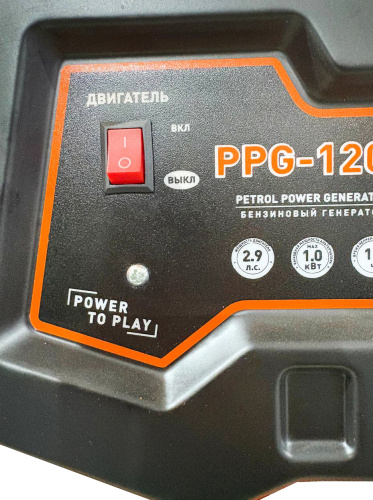 ДВИГАТЕЛЬ
ВКЛ
I
O
ВЫКЛ
PPG-120
PETROL POWER GENERAT
БЕНЗИНОВЫЙ ГЕНЕРАТО
2.9
Л.С.
MAX
1.0
кВт
POWER
TO PLAY